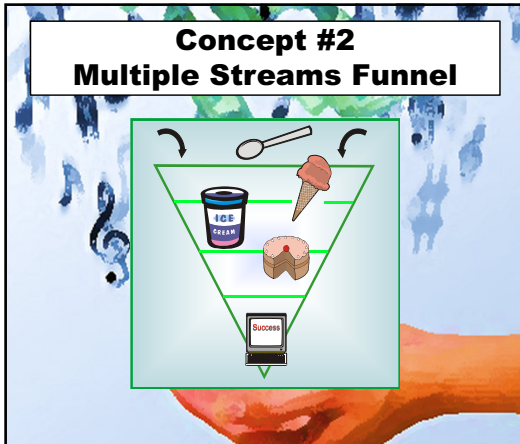 Concept #2
Multiple Streams Funnel
ICE
CREAM
Success